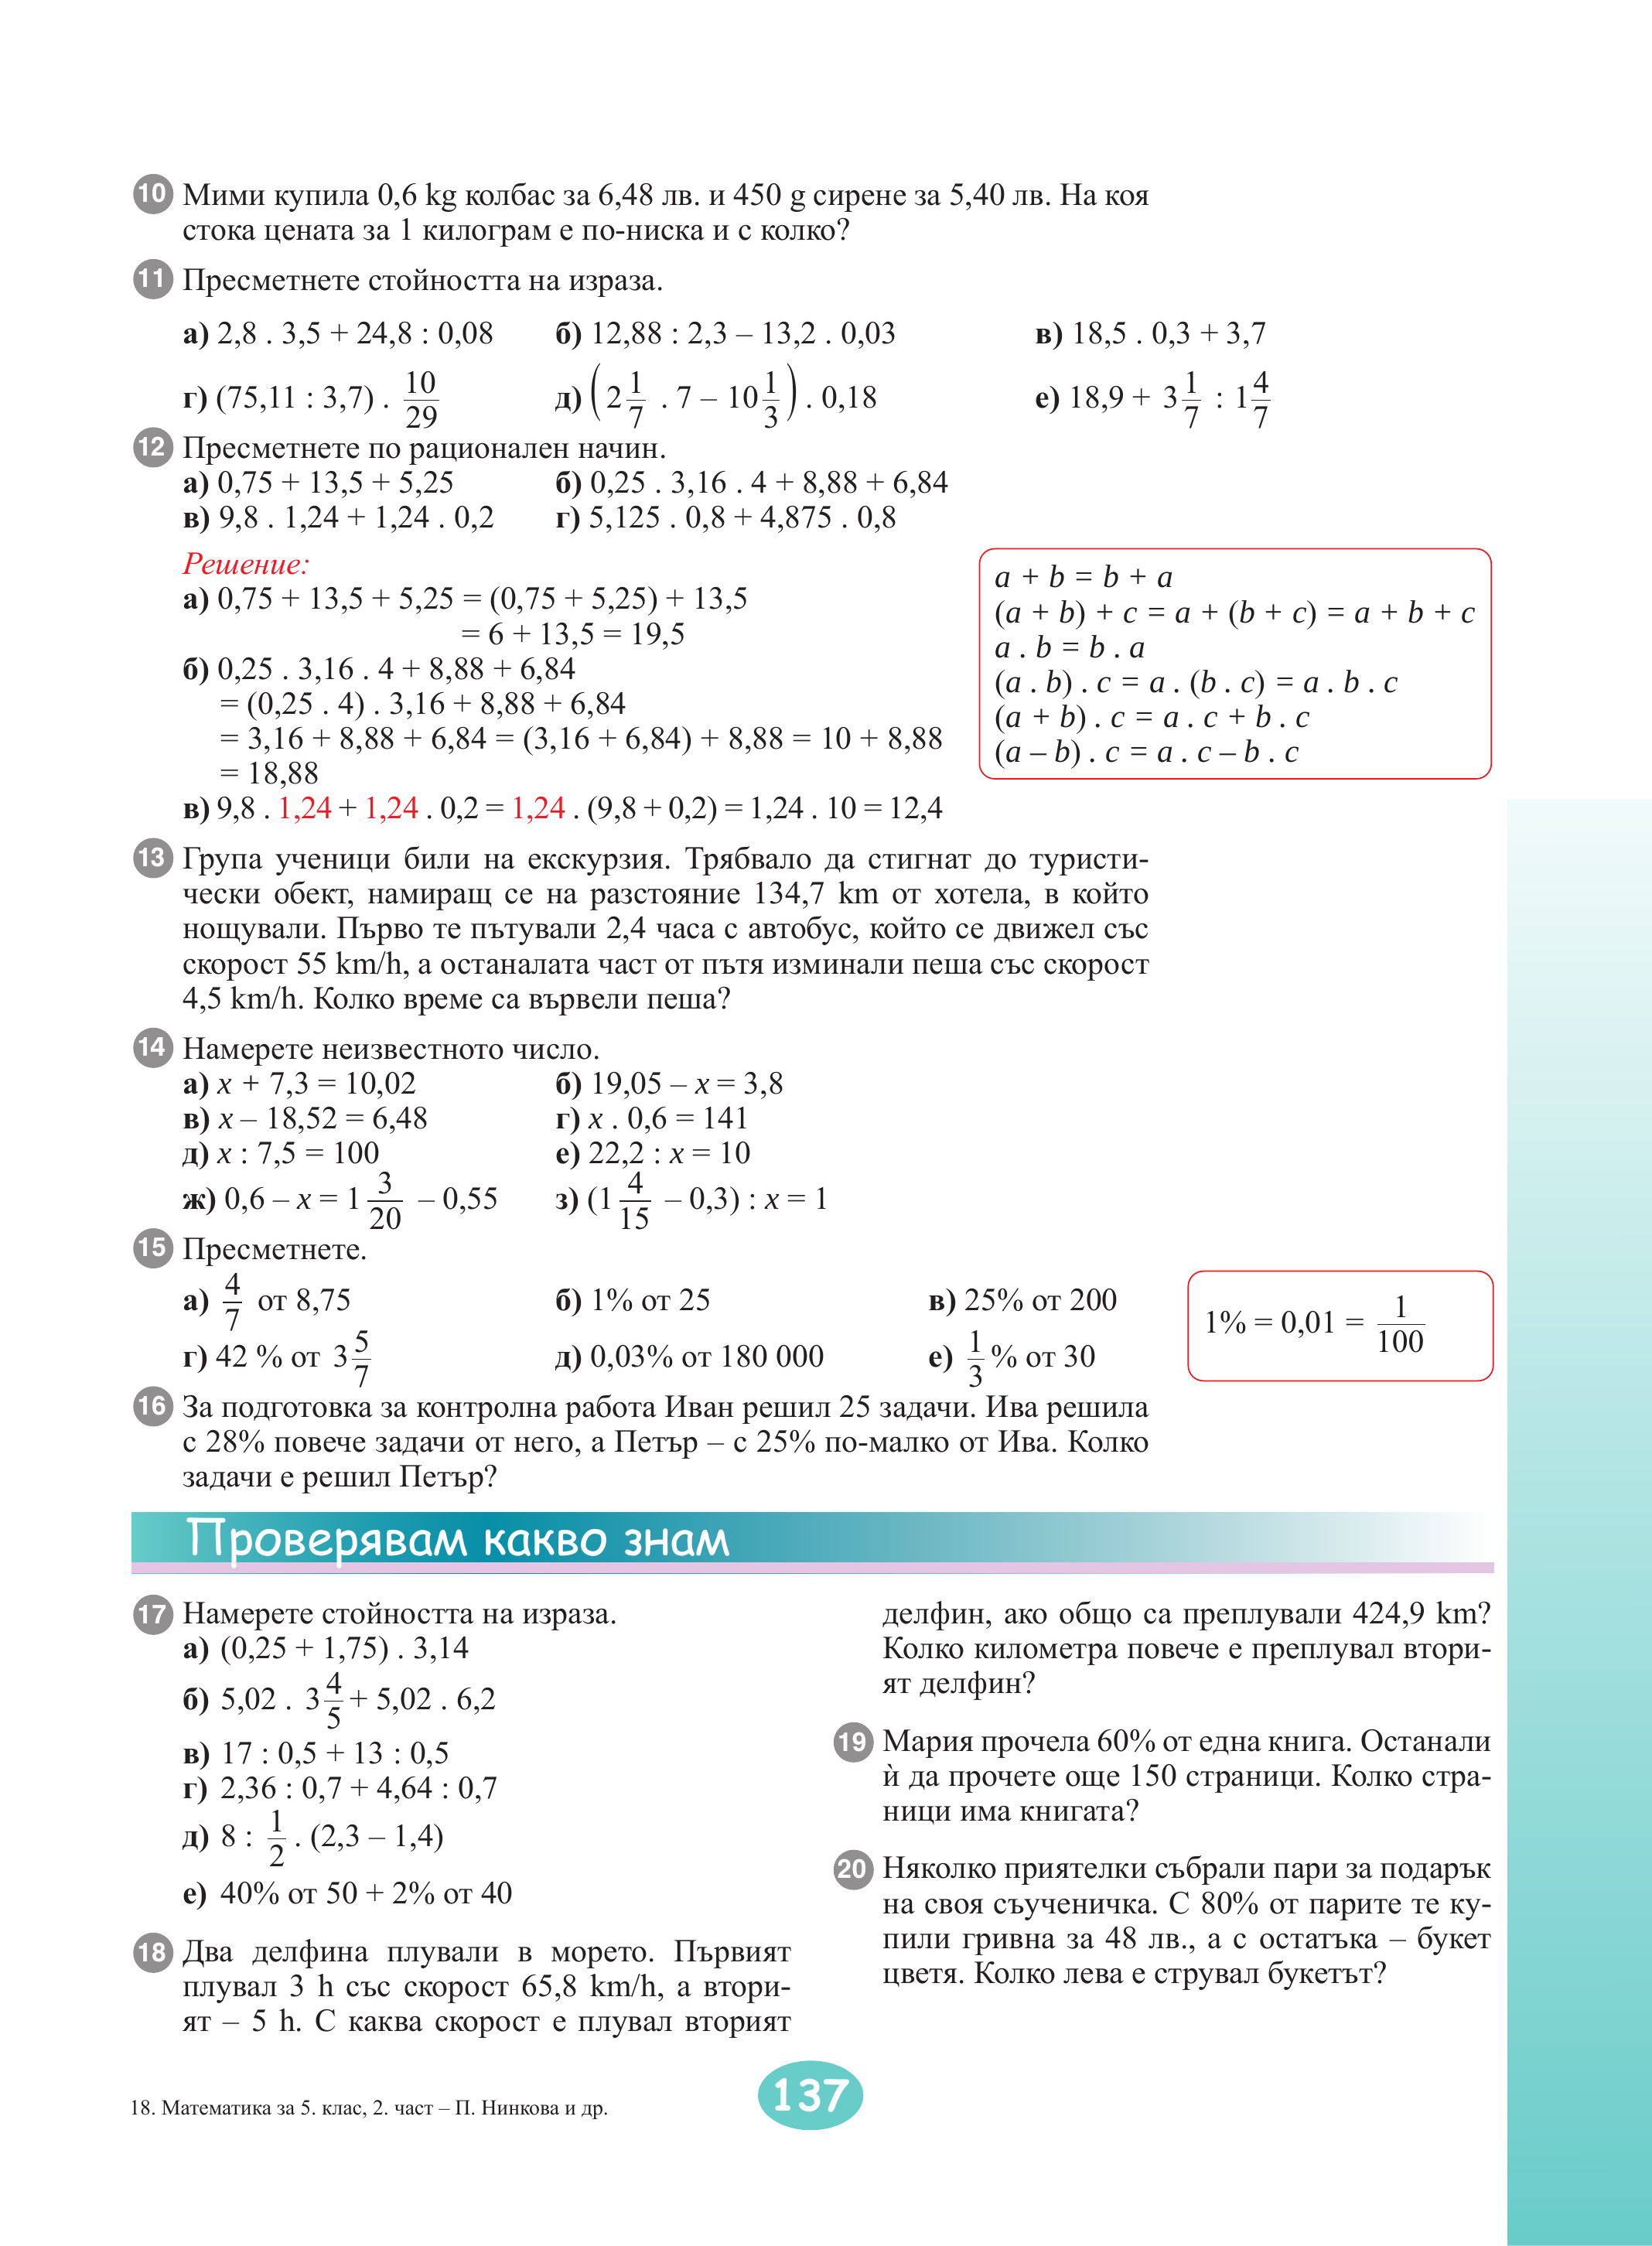 10 Мими купила 0,6 kg колбас за 6,48 лв. и 450 g сирене за 5,40 лв. На коя
стока цената за 1 килограм е по-ниска и с колко?
11 Пресметнете стойността на израза.
а) 2,8 . 3,5 + 24,8 : 0,08 б) 12,88 : 2,3 – 13,2 . 0,03 в) 18,5 . 0,3 + 3,7
г) (75,11 : 3,7) . 10/29 д) (2 1/7 . 7 – 10 1/3) . 0,18 е) 18,9 + 3 1/7 : 1 4/7
12 Пресметнете по рационален начин.
а) 0,75 + 13,5 + 5,25 б) 0,25 . 3,16 . 4 + 8,88 + 6,84
в) 9,8 . 1,24 + 1,24 . 0,2 г) 5,125 . 0,8 + 4,875 . 0,8
Решение:
а) 0,75 + 13,5 + 5,25 = (0,75 + 5,25) + 13,5
= 6 + 13,5 = 19,5
б) 0,25 . 3,16 . 4 + 8,88 + 6,84
= (0,25 . 4) . 3,16 + 8,88 + 6,84
= 3,16 + 8,88 + 6,84 = (3,16 + 6,84) + 8,88 = 10 + 8,88
= 18,88
в) 9,8 . 1,24 + 1,24 . 0,2 = 1,24 . (9,8 + 0,2) = 1,24 . 10 = 12,4
a + b = b + a
(a + b) + c = a + (b + c) = a + b + c
a . b = b . a
(a . b) . c = a . (b . c) = a . b . c
(a + b) . c = a . c + b . c
(a – b) . c = a . c – b . c
13 Група ученици били на екскурзия. Трябвало да стигнат до туристи-
чески обект, намиращ се на разстояние 134,7 km от хотела, в който
нощували. Първо те пътували 2,4 часа с автобус, който се движел със
скорост 55 km/h, а останалата част от пътя изминали пеша със скорост
4,5 km/h. Колко време са вървели пеша?
14 Намерете неизвестното число.
а) x + 7,3 = 10,02 б) 19,05 – x = 3,8
в) x – 18,52 = 6,48 г) x . 0,6 = 141
д) x : 7,5 = 100 е) 22,2 : x = 10
ж) 0,6 – x = 1 3/20 – 0,55 з) (1 4/15 – 0,3) : x = 1
15 Пресметнете.
а) 4/7 от 8,75 б) 1% от 25 в) 25% от 200
г) 42 % от 3 5/7 д) 0,03% от 180 000 е) 1/3 % от 30
1% = 0,01 = 1/100
16 За подготовка за контролна работа Иван решил 25 задачи. Ива решила
с 28% повече задачи от него, а Петър – с 25% по-малко от Ива. Колко
задачи е решил Петър?
Проверявам какво знам
17 Намерете стойността на израза.
а) (0,25 + 1,75) . 3,14
б) 5,02 . 3 4/5 + 5,02 . 6,2
в) 17 : 0,5 + 13 : 0,5
г) 2,36 : 0,7 + 4,64 : 0,7
д) 8 : 1/2 . (2,3 – 1,4)
е) 40% от 50 + 2% от 40
18 Два делфина плували в морето. Първият
плувал 3 h със скорост 65,8 km/h, а втори-
ят – 5 h. С каква скорост е плувал вторият
делфин, ако общо са преплували 424,9 km?
Колко километра повече е преплувал втори-
ят делфин?
19 Мария прочела 60% от една книга. Останали
ѝ да прочете още 150 страници. Колко стра-
ници има книгата?
20 Няколко приятелки събрали пари за подарък
на своя съученичка. С 80% от парите те ку-
пили гривна за 48 лв., а с остатъка – букет
цветя. Колко лева е струвал букетът?
18. Математика за 5. клас, 2. част – П. Нинкова и др.
137